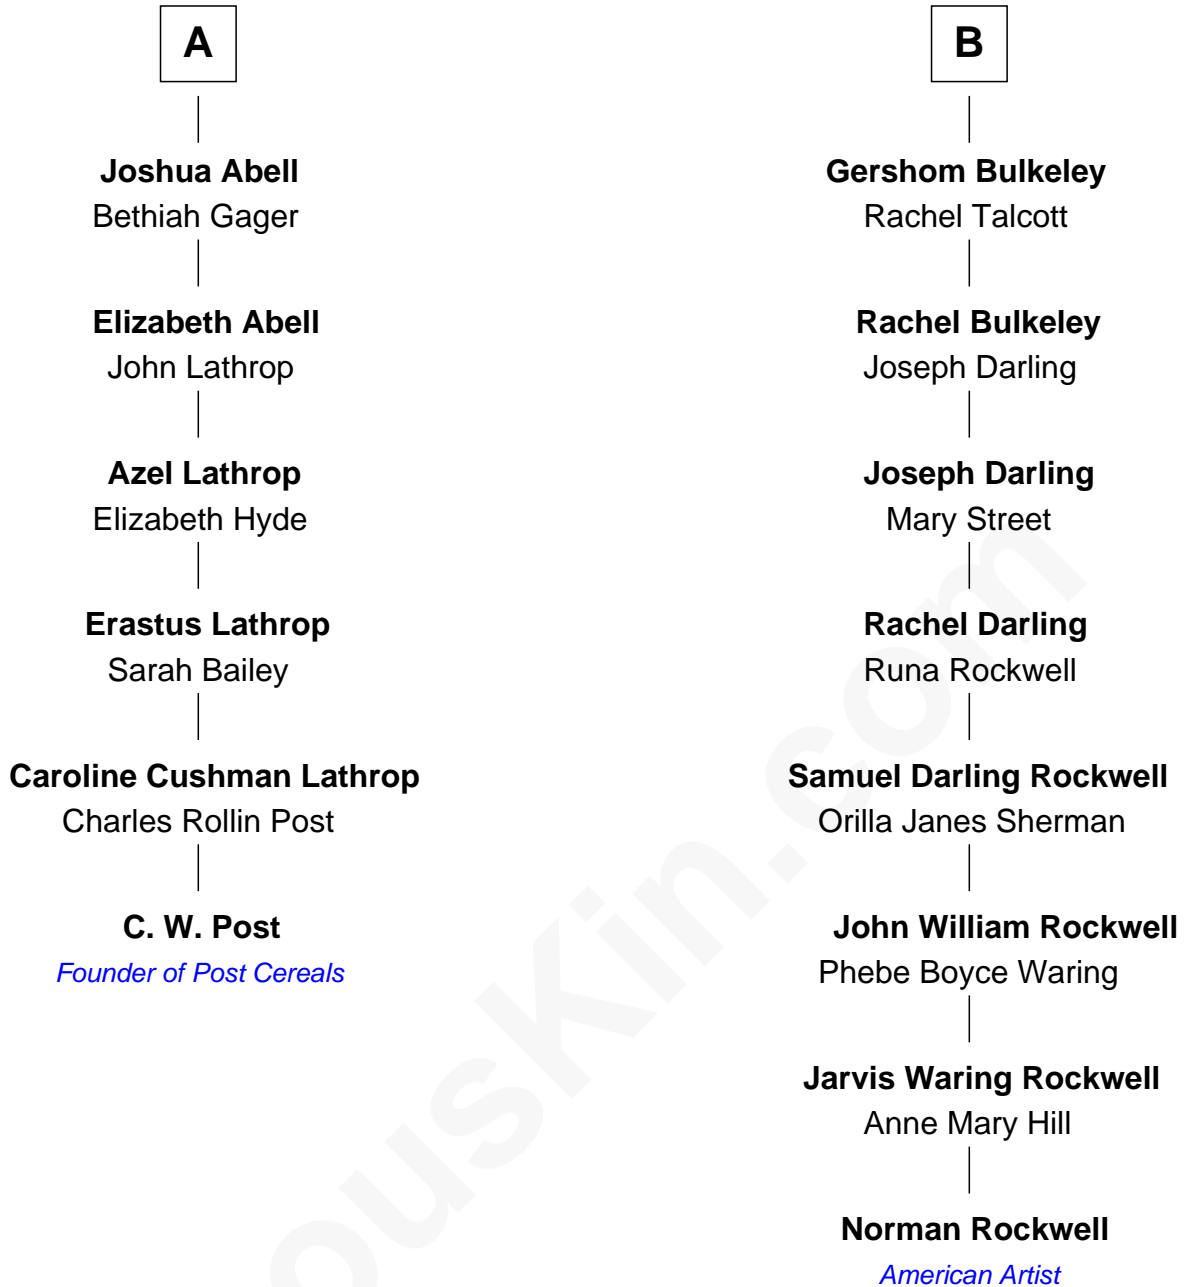 A
Joshua Abell
Bethiah Gager
Elizabeth Abell
John Lathrop
Azel Lathrop
Elizabeth Hyde
Erastus Lathrop
Sarah Bailey
Caroline Cushman Lathrop
Charles Rollin Post
C. W. Post
Founder of Post Cereals
B
Gershom Bulkeley
Rachel Talcott
Rachel Bulkeley
Joseph Darling
Joseph Darling
Mary Street
Rachel Darling
Runa Rockwell
Samuel Darling Rockwell
Orilla Janes Sherman
John William Rockwell
Phebe Boyce Waring
Jarvis Waring Rockwell
Anne Mary Hill
Norman Rockwell
American Artist
ouskin.com